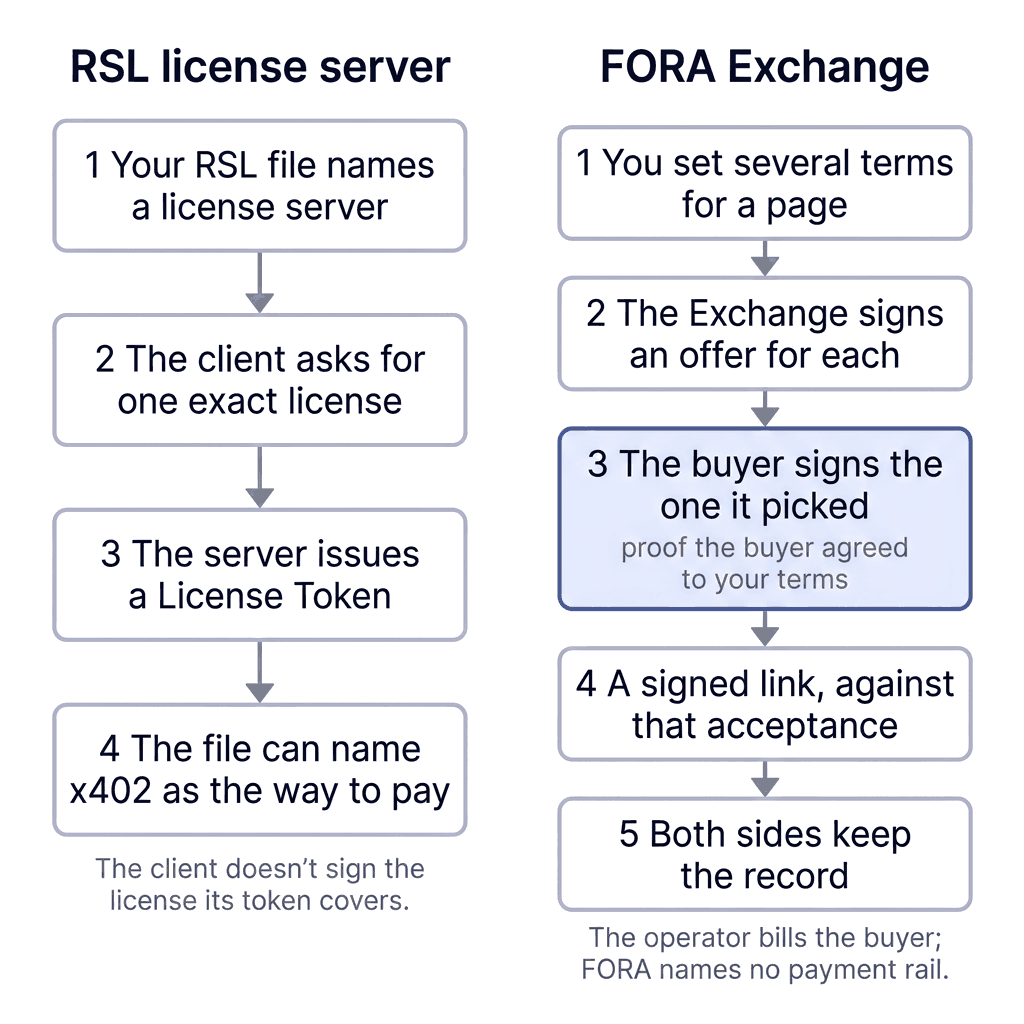 RSL license server
1 Your RSL file names
a license server
2 The client asks for
one exact license
3 The server issues
a License Token
4 The file can name
x402 as the way to pay
The client doesn’t sign the
license its token covers.
FORA Exchange
1 You set several terms
for a page
2 The Exchange signs
an offer for each
3 The buyer signs the
one it picked
proof the buyer agreed
to your terms
4 A signed link, against
that acceptance
5 Both sides keep
the record
The operator bills the buyer;
FORA names no payment rail.